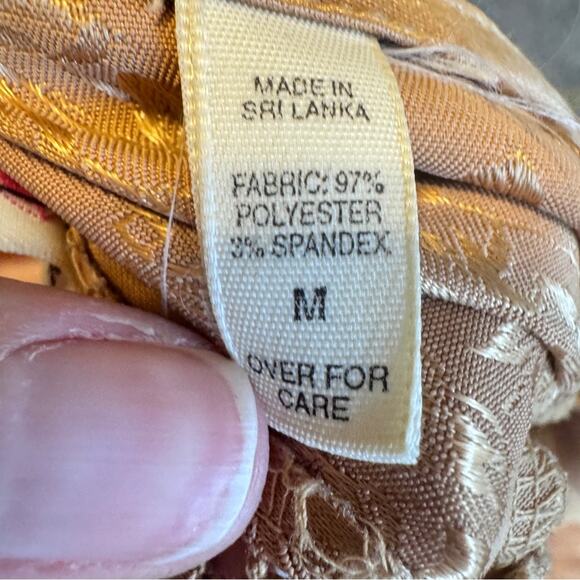 MADE IN
SRI LANKA
FABRIC: 97%
POLYESTER
3% SPANDEX
M
OVER FOR
CARE